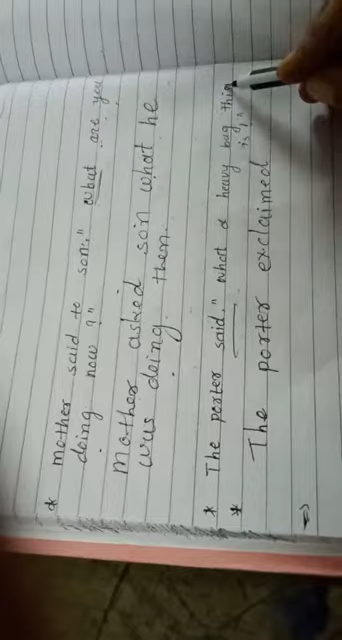 * mother said to son," what are you
doing now ?"
Mother asked son what he
was doing then.
* The porter said," what a heavy bag this
is !"
* The porter exclaimed
⇒